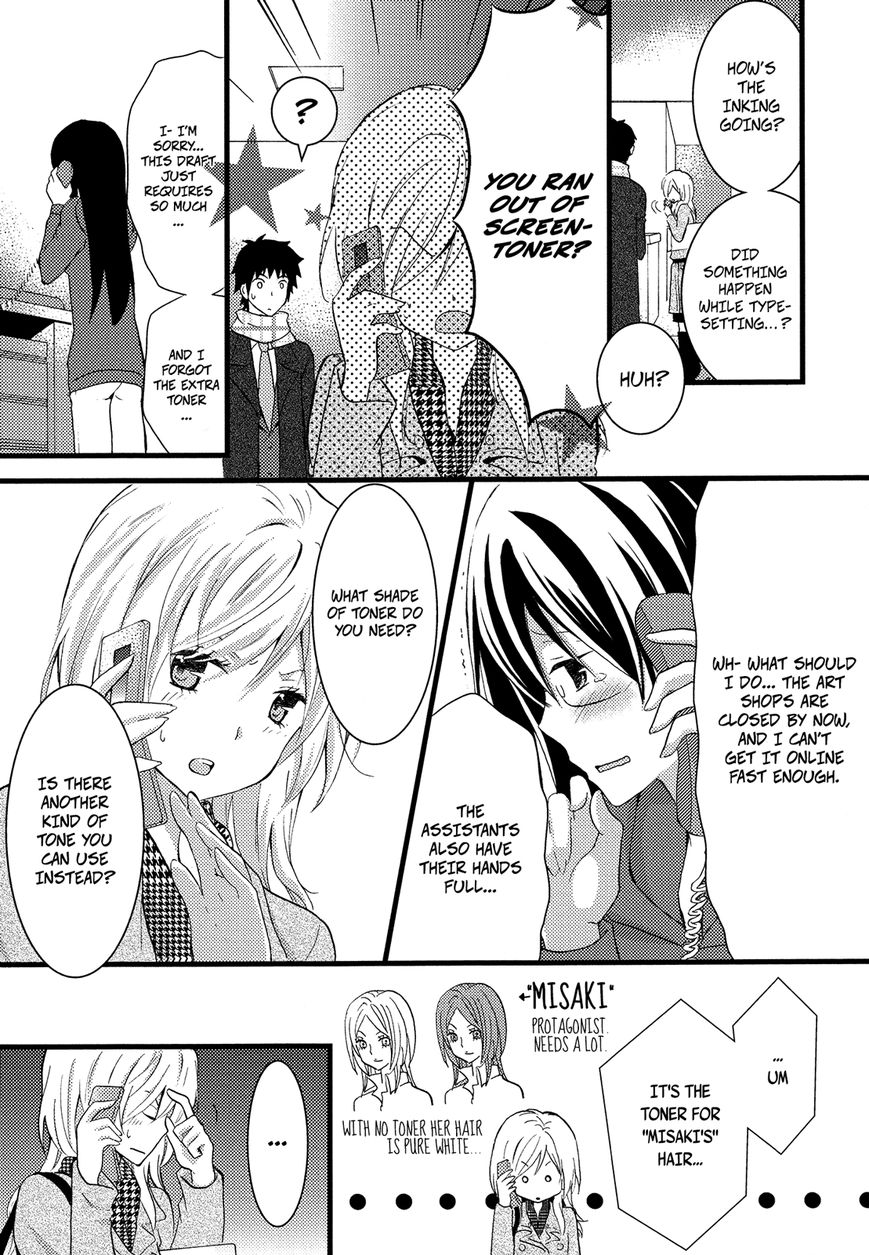 HOW'S
THE
INKING
GOING?
DID
SOMETHING
HAPPEN
WHILE TYPE-
SETTING...?
HUH?
YOU RAN
OUT OF
SCREEN-
TONER?
?
I- I'M
SORRY...
THIS DRAFT
JUST
REQUIRES
SO MUCH
...
AND I
FORGOT
THE EXTRA
TONER
...
WH- WHAT SHOULD
I DO... THE ART
SHOPS ARE
CLOSED BY NOW,
AND I CAN'T
GET IT ONLINE
FAST ENOUGH.
THE
ASSISTANTS
ALSO HAVE
THEIR HANDS
FULL...
WHAT SHADE
OF TONER DO
YOU NEED?
IS THERE
ANOTHER
KIND OF
TONE YOU
CAN USE
INSTEAD?
...
UM
IT'S THE
TONER FOR
"MISAKI'S"
HAIR...
←"MISAKI"
PROTAGONIST.
NEEDS A LOT.
WITH NO TONER HER HAIR
IS PURE WHITE...
...